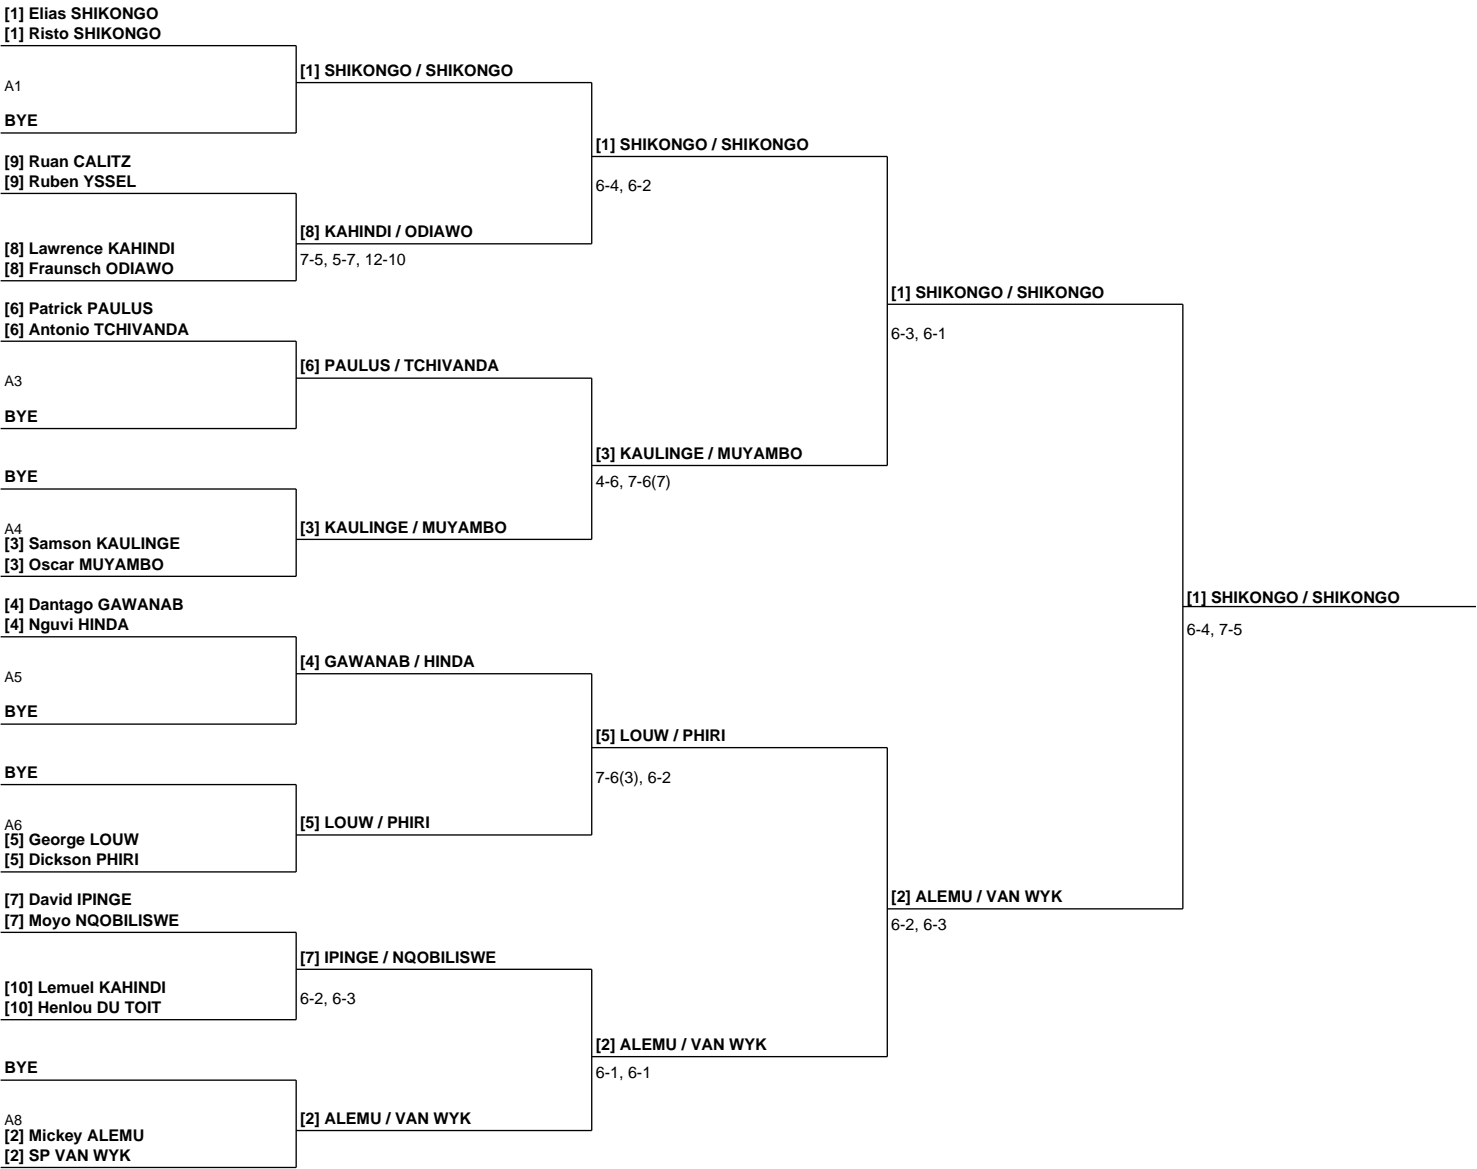 [1] Elias SHIKONGO
[1] Risto SHIKONGO
A1
BYE
[9] Ruan CALITZ
[9] Ruben YSSEL
[8] Lawrence KAHINDI
[8] Fraunsch ODIAWO
[6] Patrick PAULUS
[6] Antonio TCHIVANDA
A3
BYE
BYE
A4
[3] Samson KAULINGE
[3] Oscar MUYAMBO
[4] Dantago GAWANAB
[4] Nguvi HINDA
A5
BYE
BYE
A6
[5] George LOUW
[5] Dickson PHIRI
[7] David IPINGE
[7] Moyo NQOBILISWE
[10] Lemuel KAHINDI
[10] Henlou DU TOIT
BYE
A8
[2] Mickey ALEMU
[2] SP VAN WYK
[1] SHIKONGO / SHIKONGO
[8] KAHINDI / ODIAWO
7-5, 5-7, 12-10
[6] PAULUS / TCHIVANDA
[3] KAULINGE / MUYAMBO
[4] GAWANAB / HINDA
[5] LOUW / PHIRI
[7] IPINGE / NQOBILISWE
6-2, 6-3
[2] ALEMU / VAN WYK
[1] SHIKONGO / SHIKONGO
6-4, 6-2
[3] KAULINGE / MUYAMBO
4-6, 7-6(7)
[5] LOUW / PHIRI
7-6(3), 6-2
[2] ALEMU / VAN WYK
6-1, 6-1
[1] SHIKONGO / SHIKONGO
6-3, 6-1
[2] ALEMU / VAN WYK
6-2, 6-3
[1] SHIKONGO / SHIKONGO
6-4, 7-5